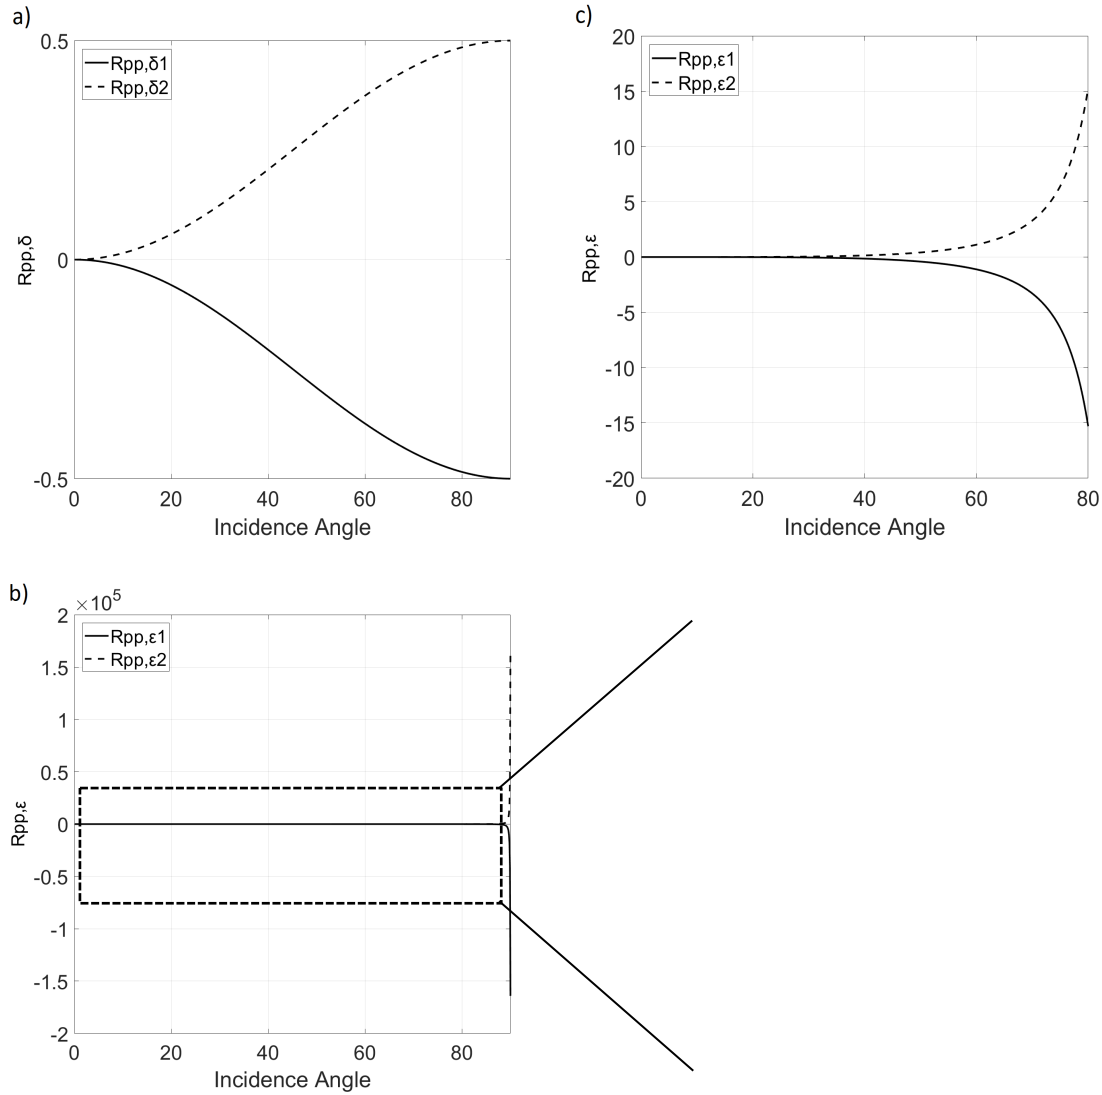 a)
Rpp,δ1
Rpp,δ2
0.5
0
-0.5
Rpp,δ
0 20 40 60 80
Incidence Angle
c)
Rpp,ε1
Rpp,ε2
20
15
10
5
0
-5
-10
-15
-20
Rpp,ε
0 20 40 60 80
Incidence Angle
b)
×10⁵
Rpp,ε1
Rpp,ε2
2
1.5
1
0.5
0
-0.5
-1
-1.5
-2
Rpp,ε
0 20 40 60 80
Incidence Angle